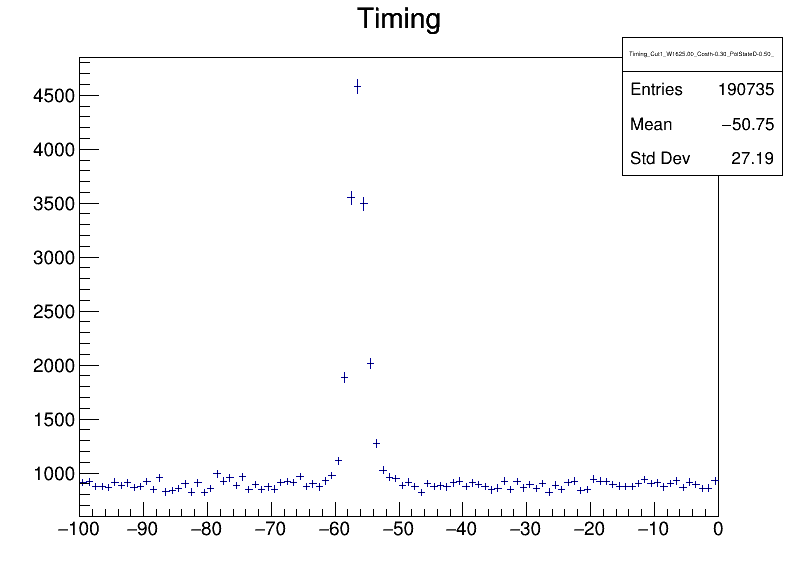 Timing
Timing_Cut1_W1625.00_Costh-0.30_PolStateD-0.50_
Entries 190735
Mean −50.75
Std Dev 27.19
4500
4000
3500
3000
2500
2000
1500
1000
−100 −90 −80 −70 −60 −50 −40 −30 −20 −10 0